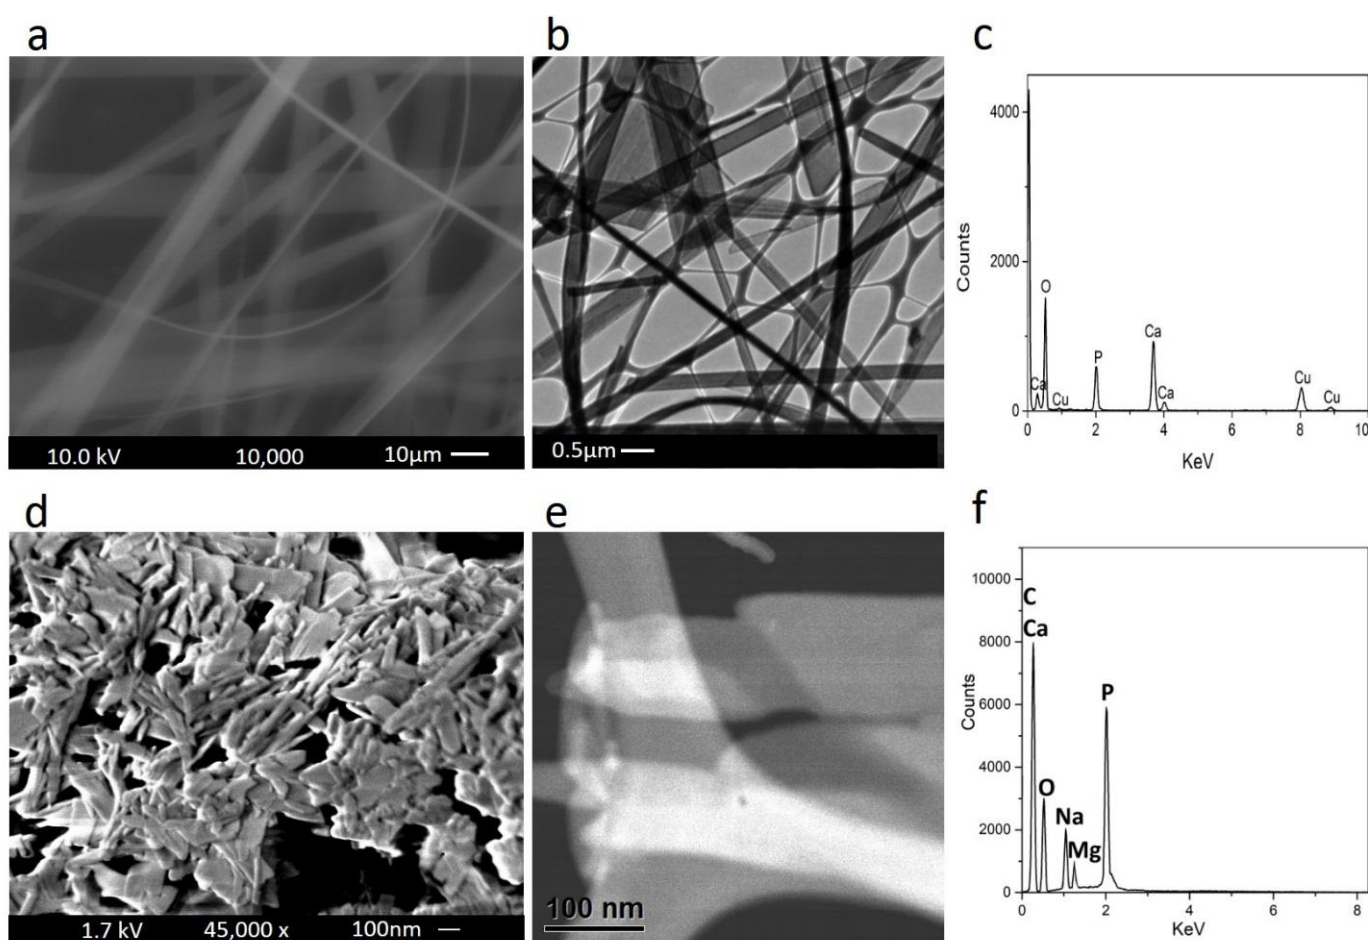 a
b
c
10.0 kV 10,000 10µm
0.5µm
Counts
4000
2000
0
O
P
Ca
Ca
Ca
Cu
Cu
Cu
0 2 4 6 8 10
KeV
d
e
f
1.7 kV 45,000 x 100nm
100 nm
Counts
10000
8000
6000
4000
2000
0
C
Ca
O
Na
Mg
P
0 2 4 6 8
KeV